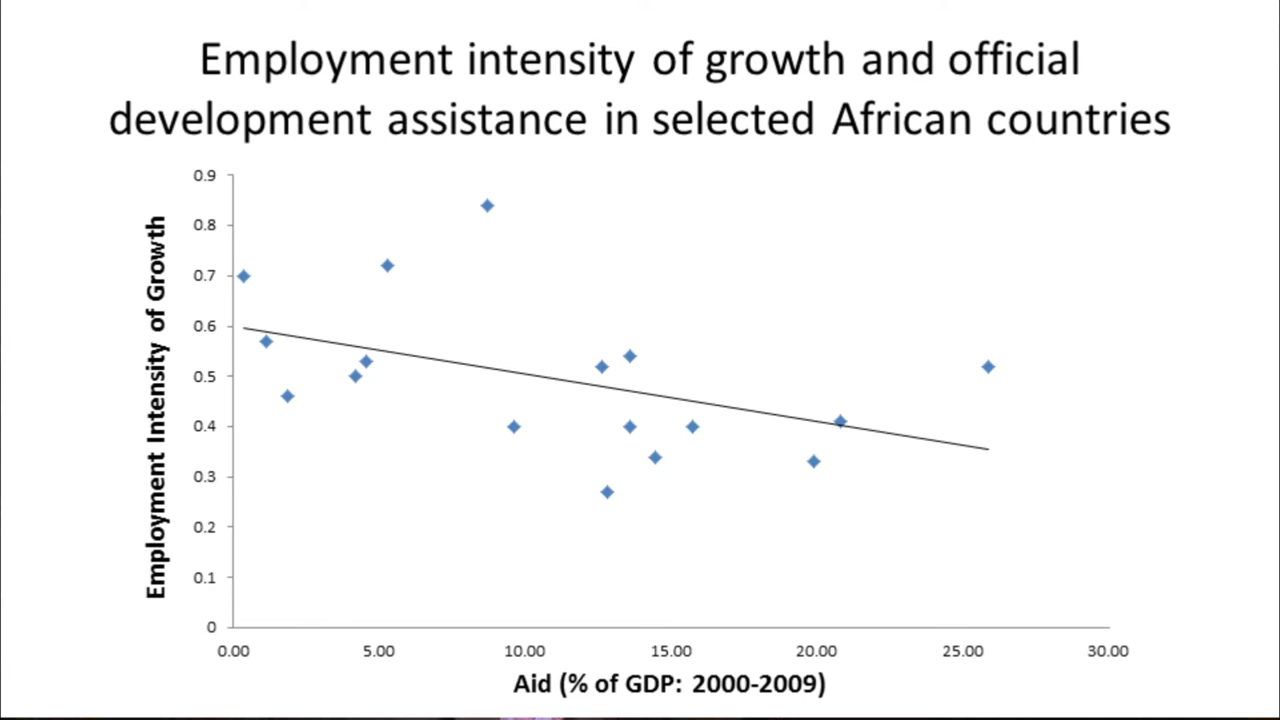 Employment intensity of growth and official
development assistance in selected African countries
Employment Intensity of Growth
0.9
0.8
0.7
0.6
0.5
0.4
0.3
0.2
0.1
0
0.00 5.00 10.00 15.00 20.00 25.00 30.00
Aid (% of GDP: 2000-2009)